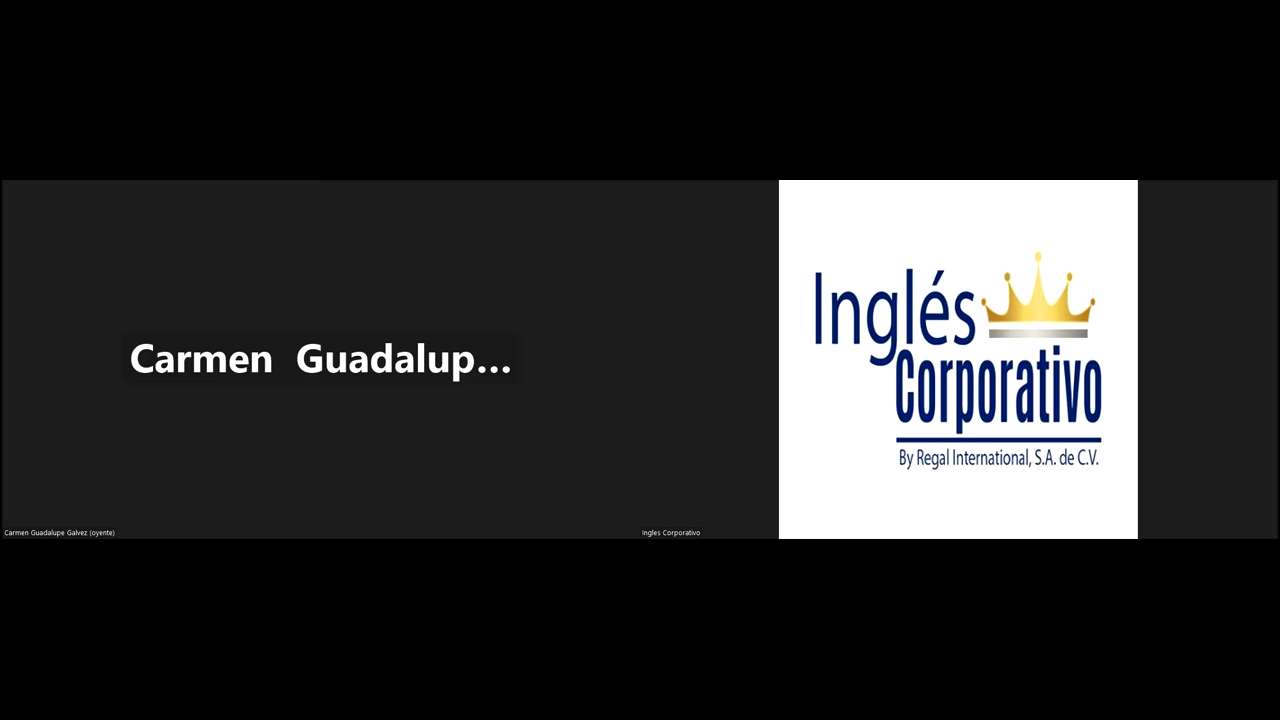 Carmen Guadalup...
Carmen Guadalupe Galvez (oyente)
Ingles Corporativo
Inglés
Corporativo
By Regal International, S.A. de C.V.